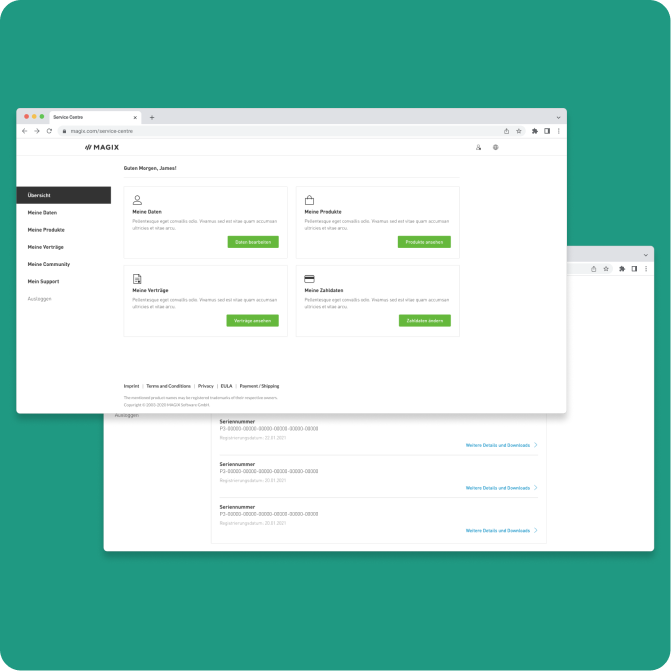 Service Centre
magix.com/service-centre
MAGIX
Guten Morgen, James!
Übersicht
Meine Daten
Meine Produkte
Meine Verträge
Meine Community
Mein Support
Ausloggen
Meine Daten
Pellentesque eget convallis odio. Vivamus sed est vitae quam accumsan
ultricies et vitae arcu.
Daten bearbeiten
Meine Produkte
Pellentesque eget convallis odio. Vivamus sed est vitae quam accumsan
ultricies et vitae arcu.
Produkte ansehen
Meine Verträge
Pellentesque eget convallis odio. Vivamus sed est vitae quam accumsan
ultricies et vitae arcu.
Verträge ansehen
Meine Zahldaten
Pellentesque eget convallis odio. Vivamus sed est vitae quam accumsan
ultricies et vitae arcu.
Zahldaten ändern
Imprint | Terms and Conditions | Privacy | EULA | Payment / Shipping
The mentioned product names may be registered trademarks of their respective owners.
Copyright © 2003-2020 MAGIX Software GmbH.
Ausloggen
Seriennummer
P3-00000-00000-00000-00000-00000-00000
Registrierungsdatum: 20.01.2021
Weitere Details und Downloads
Seriennummer
P3-00000-00000-00000-00000-00000-00000
Registrierungsdatum: 20.01.2021
Weitere Details und Downloads
Seriennummer
P3-00000-00000-00000-00000-00000-00000
Registrierungsdatum: 20.01.2021
Weitere Details und Downloads